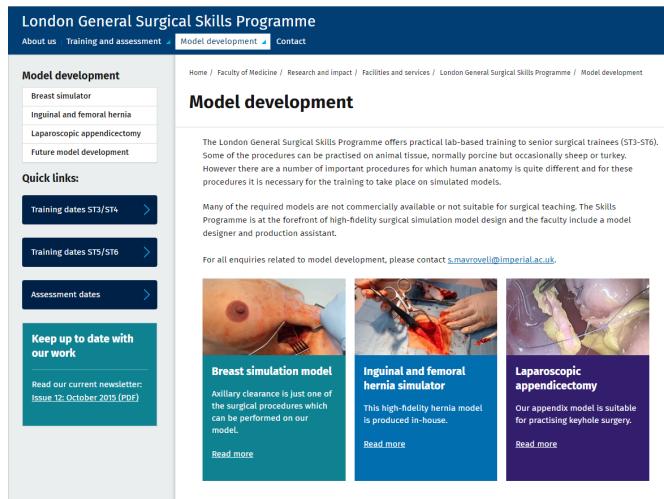 London General Surgical Skills Programme
About us Training and assessment Model development Contact
Model development
Breast simulator
Inguinal and femoral hernia
Laparoscopic appendicectomy
Future model development
Quick links:
Training dates ST3/ST4
Training dates ST5/ST6
Assessment dates
Keep up to date with
our work
Read our current newsletter:
Issue 12: October 2015 (PDF)
Home / Faculty of Medicine / Research and impact / Facilities and services / London General Surgical Skills Programme / Model development
Model development
The London General Surgical Skills Programme offers practical lab-based training to senior surgical trainees (ST3-ST6).
Some of the procedures can be practised on animal tissue, normally porcine but occasionally sheep or turkey.
However there are a number of important procedures for which human anatomy is quite different and for these
procedures it is necessary for the training to take place on simulated models.
Many of the required models are not commercially available or not suitable for surgical teaching. The Skills
Programme is at the forefront of high-fidelity surgical simulation model design and the faculty include a model
designer and production assistant.
For all enquiries related to model development, please contact s.mavroveli@imperial.ac.uk.
Breast simulation model
Axillary clearance is just one of
the surgical procedures which
can be performed on our
model.
Read more
Inguinal and femoral
hernia simulator
This high-fidelity hernia model
is produced in-house.
Read more
Laparoscopic
appendicectomy
Our appendix model is suitable
for practising keyhole surgery.
Read more